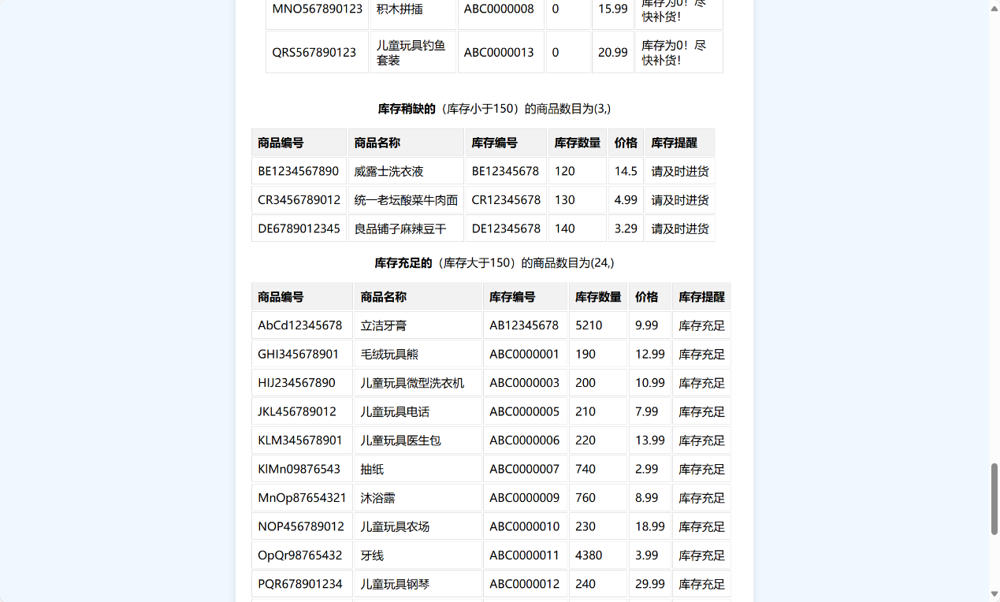 MNO567890123 积木拼插 ABC0000008 0 15.99 库存为0！尽快补货！
QRS567890123 儿童玩具钓鱼套装 ABC0000013 0 20.99 库存为0！尽快补货！
库存稍缺的（库存小于150）的商品数目为(3,)
商品编号 商品名称 库存编号 库存数量 价格 库存提醒
BE1234567890 威露士洗衣液 BE12345678 120 14.5 请及时进货
CR3456789012 统一老坛酸菜牛肉面 CR12345678 130 4.99 请及时进货
DE6789012345 良品铺子麻辣豆干 DE12345678 140 3.29 请及时进货
库存充足的（库存大于150）的商品数目为(24,)
商品编号 商品名称 库存编号 库存数量 价格 库存提醒
AbCd12345678 立洁牙膏 AB12345678 5210 9.99 库存充足
GHI345678901 毛绒玩具熊 ABC0000001 190 12.99 库存充足
HIJ234567890 儿童玩具微型洗衣机 ABC0000003 200 10.99 库存充足
JKL456789012 儿童玩具电话 ABC0000005 210 7.99 库存充足
KLM345678901 儿童玩具医生包 ABC0000006 220 13.99 库存充足
KlMn09876543 抽纸 ABC0000007 740 2.99 库存充足
MnOp87654321 沐浴露 ABC0000009 760 8.99 库存充足
NOP456789012 儿童玩具农场 ABC0000010 230 18.99 库存充足
OpQr98765432 牙线 ABC0000011 4380 3.99 库存充足
PQR678901234 儿童玩具钢琴 ABC0000012 240 29.99 库存充足